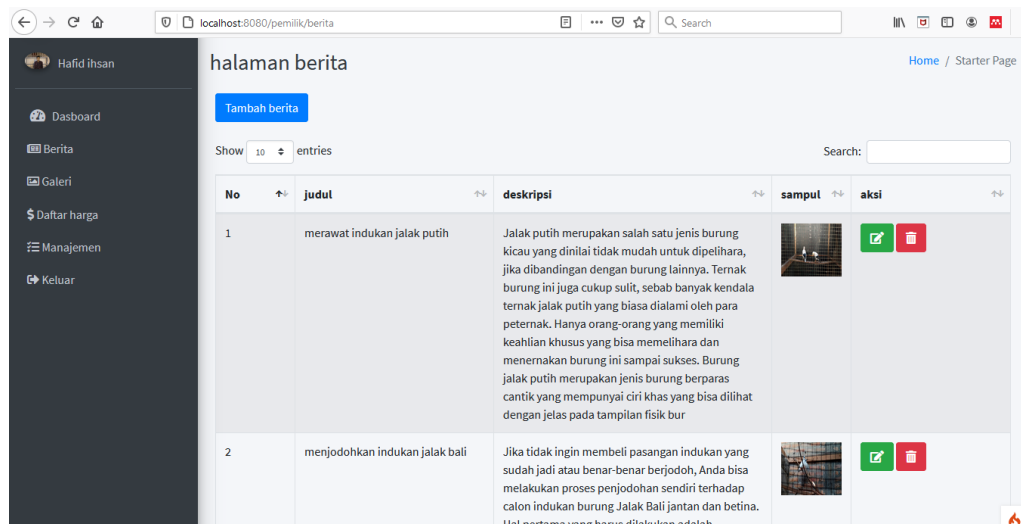 localhost:8080/pemilik/berita
Search
Hafid ihsan
halaman berita
Home / Starter Page
Tambah berita
Dasboard
Berita
Galeri
Daftar harga
Manajemen
Keluar
Show 10 entries
Search:
No judul deskripsi sampul aksi
1 merawat indukan jalak putih Jalak putih merupakan salah satu jenis burung
kicau yang dinilai tidak mudah untuk dipelihara,
jika dibandingan dengan burung lainnya. Ternak
burung ini juga cukup sulit, sebab banyak kendala
ternak jalak putih yang biasa dialami oleh para
peternak. Hanya orang-orang yang memiliki
keahlian khusus yang bisa memelihara dan
menernakan burung ini sampai sukses. Burung
jalak putih merupakan jenis burung berparas
cantik yang mempunyai ciri khas yang bisa dilihat
dengan jelas pada tampilan fisik bur
2 menjodohkan indukan jalak bali Jika tidak ingin membeli pasangan indukan yang
sudah jadi atau benar-benar berjodoh, Anda bisa
melakukan proses penjodohan sendiri terhadap
calon indukan burung Jalak Bali jantan dan betina.
Hal pertama yang harus dilakukan adalah